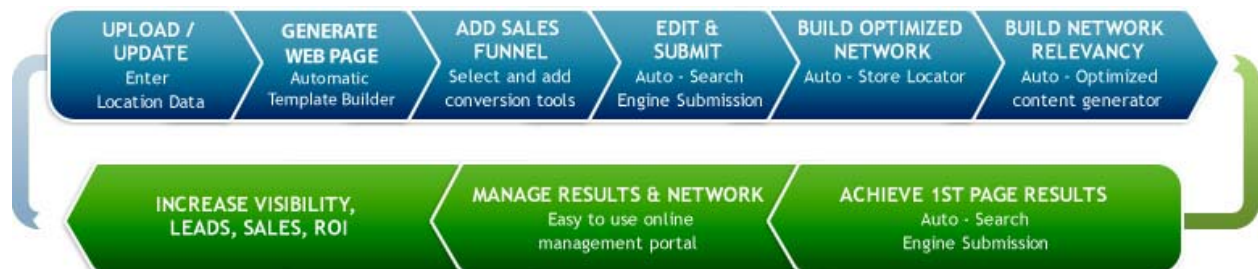 UPLOAD /
UPDATE
Enter
Location Data
GENERATE
WEB PAGE
Automatic
Template Builder
ADD SALES
FUNNEL
Select and add
conversion tools
EDIT &
SUBMIT
Auto - Search
Engine Submission
BUILD OPTIMIZED
NETWORK
Auto - Store Locator
BUILD NETWORK
RELEVANCY
Auto - Optimized
content generator
ACHIEVE 1ST PAGE RESULTS
Auto - Search
Engine Submission
MANAGE RESULTS & NETWORK
Easy to use online
management portal
INCREASE VISIBILITY,
LEADS, SALES, ROI